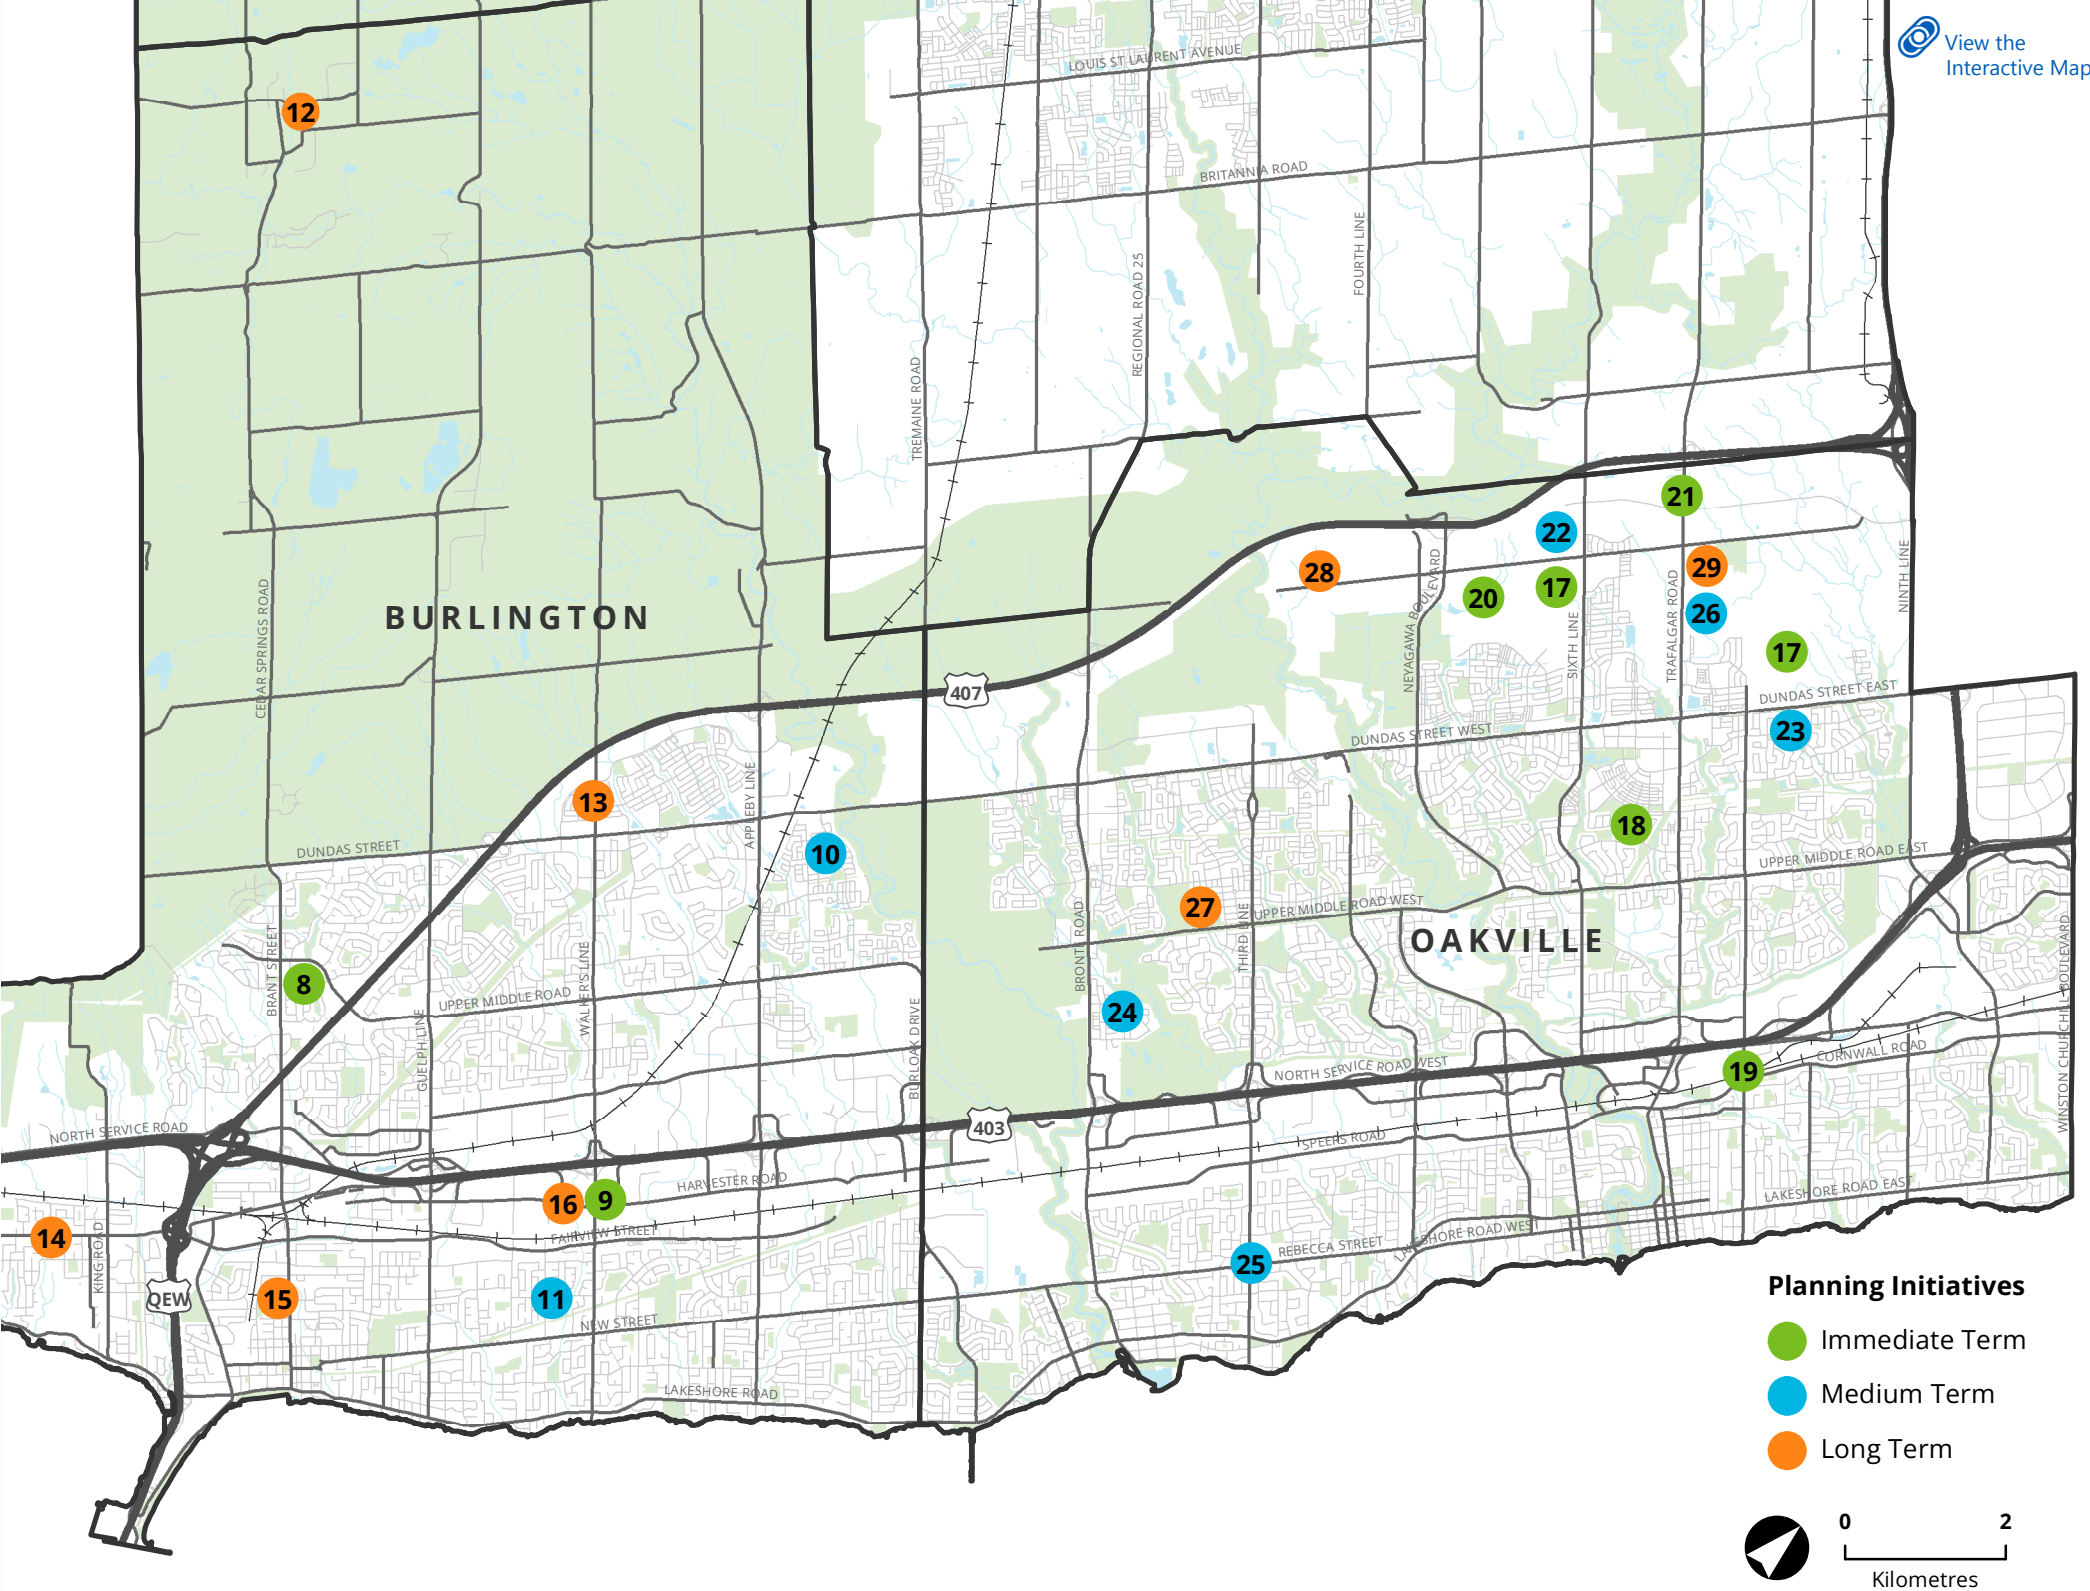 View the
Interactive Map
LOUIS ST LAURENT AVENUE
12
BRITANNIA ROAD
FOURTH LINE
REGIONAL ROAD 25
TREMAINE ROAD
21
22
28
29
20
17
26
NINTH LINE
BURLINGTON
CEDAR SPRINGS ROAD
NEYAGAWA BOULEVARD
SIXTH LINE
TRAFALGAR ROAD
17
407
DUNDAS STREET EAST
DUNDAS STREET WEST
23
13
APPLEBY LINE
18
DUNDAS STREET
10
UPPER MIDDLE ROAD EAST
27
UPPER MIDDLE ROAD WEST
OAKVILLE
BRONTE ROAD
THIRD LINE
BRANT STREET
8
UPPER MIDDLE ROAD
WALKER'S LINE
24
GUELPH LINE
BURLOAK DRIVE
WINSTON CHURCHILL BOULEVARD
NORTH SERVICE ROAD WEST
19
CORNWALL ROAD
NORTH SERVICE ROAD
403
SPEERS ROAD
HARVESTER ROAD
16
9
LAKESHORE ROAD EAST
14
KING ROAD
FAIRVIEW STREET
LAKESHORE ROAD WEST
REBECCA STREET
25
QEW
15
11
NEW STREET
LAKESHORE ROAD
Planning Initiatives
Immediate Term
Medium Term
Long Term
0 2
Kilometres